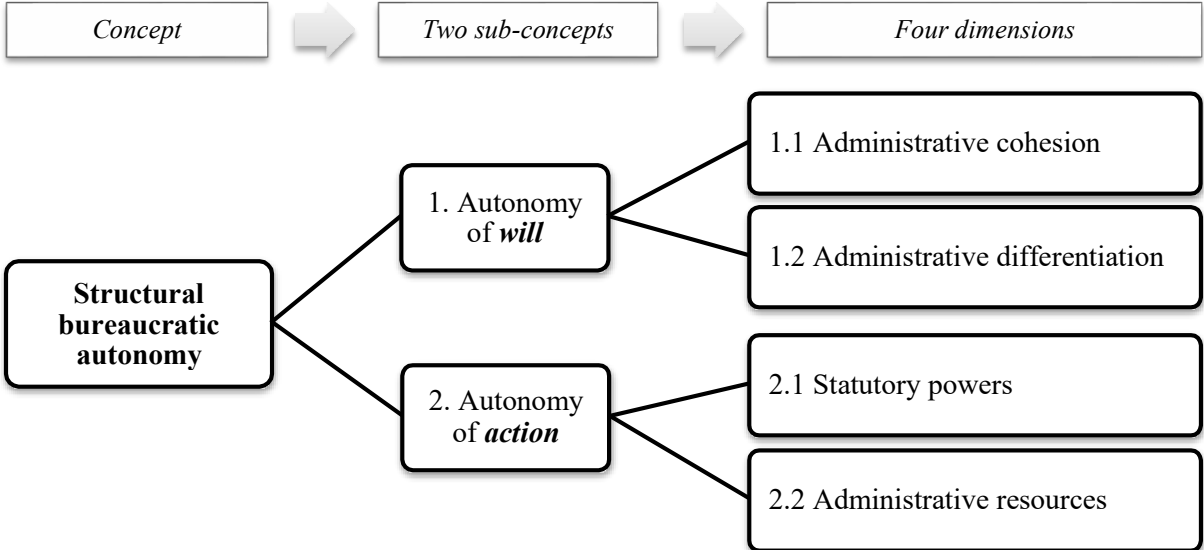 Concept
Two sub-concepts
Four dimensions
Structural
bureaucratic
autonomy
1. Autonomy
of will
2. Autonomy
of action
1.1 Administrative cohesion
1.2 Administrative differentiation
2.1 Statutory powers
2.2 Administrative resources